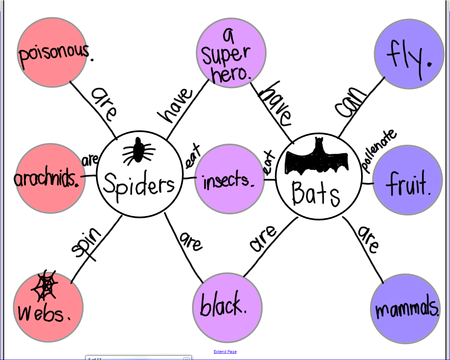 poisonous.
a
Super
hero.
fly.
are
have
have
can
arachnids.
are
Spiders
eat
insects.
eat
Bats
pollenate
fruit.
spin
are
are
are
webs.
black.
mammals.
Extend Page